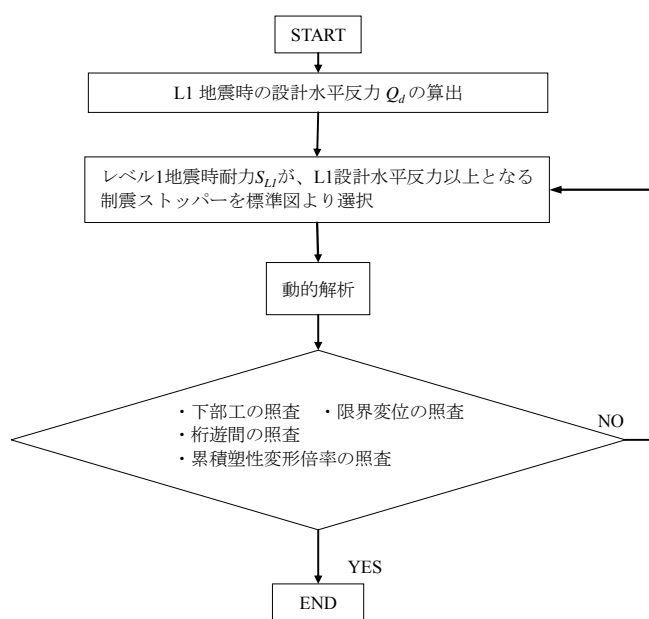 START
L1 地震時の設計水平反力 Qd の算出
レベル1地震時耐力SL1が、L1設計水平反力以上となる
制震ストッパーを標準図より選択
動的解析
・下部工の照査　・限界変位の照査
・桁遊間の照査
・累積塑性変形倍率の照査
NO
YES
END